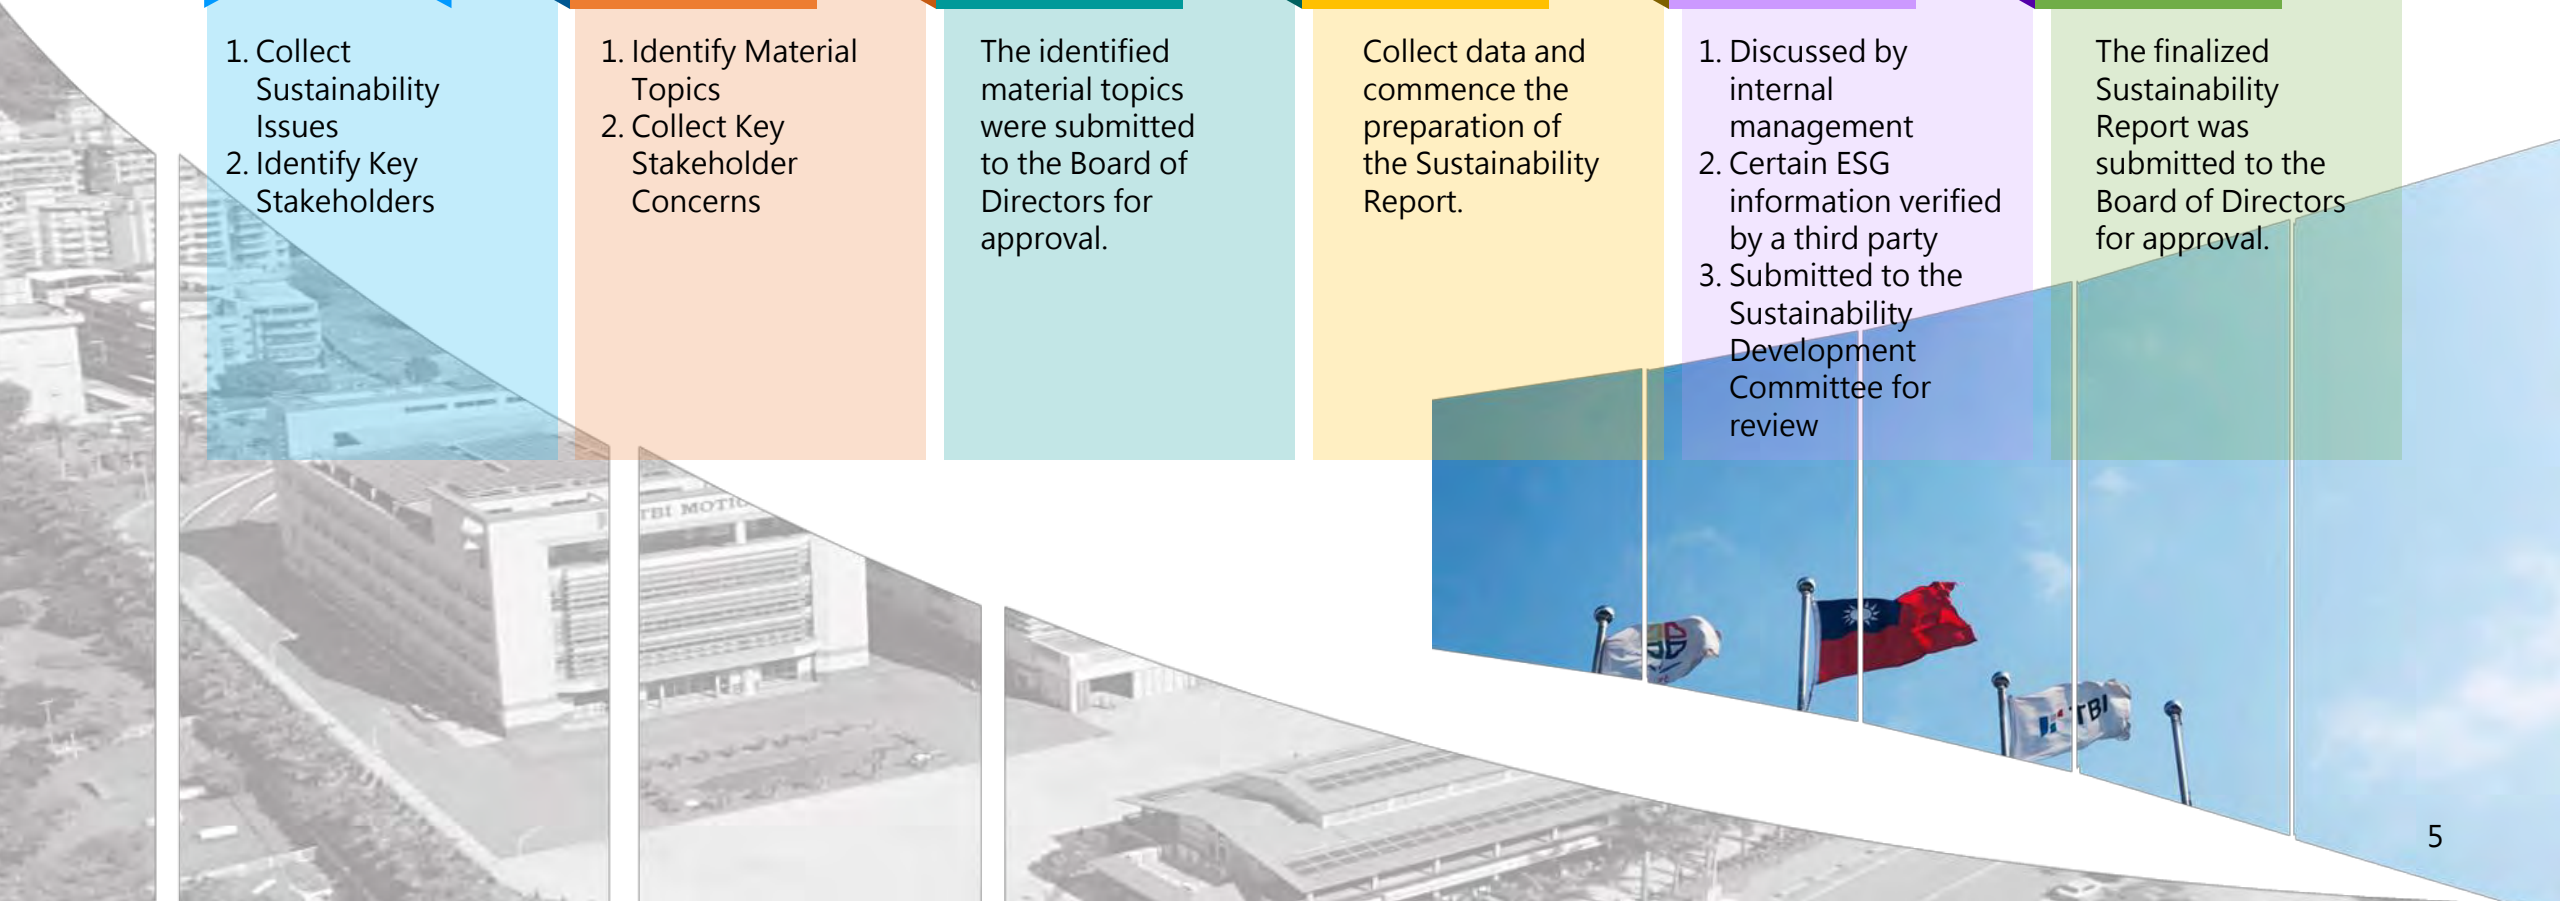 1. Collect
Sustainability
Issues
2. Identify Key
Stakeholders
1. Identify Material
Topics
2. Collect Key
Stakeholder
Concerns
The identified
material topics
were submitted
to the Board of
Directors for
approval.
Collect data and
commence the
preparation of
the Sustainability
Report.
1. Discussed by
internal
management
2. Certain ESG
information verified
by a third party
3. Submitted to the
Sustainability
Development
Committee for
review
The finalized
Sustainability
Report was
submitted to the
Board of Directors
for approval.
TBI MOTIO
TBI
5